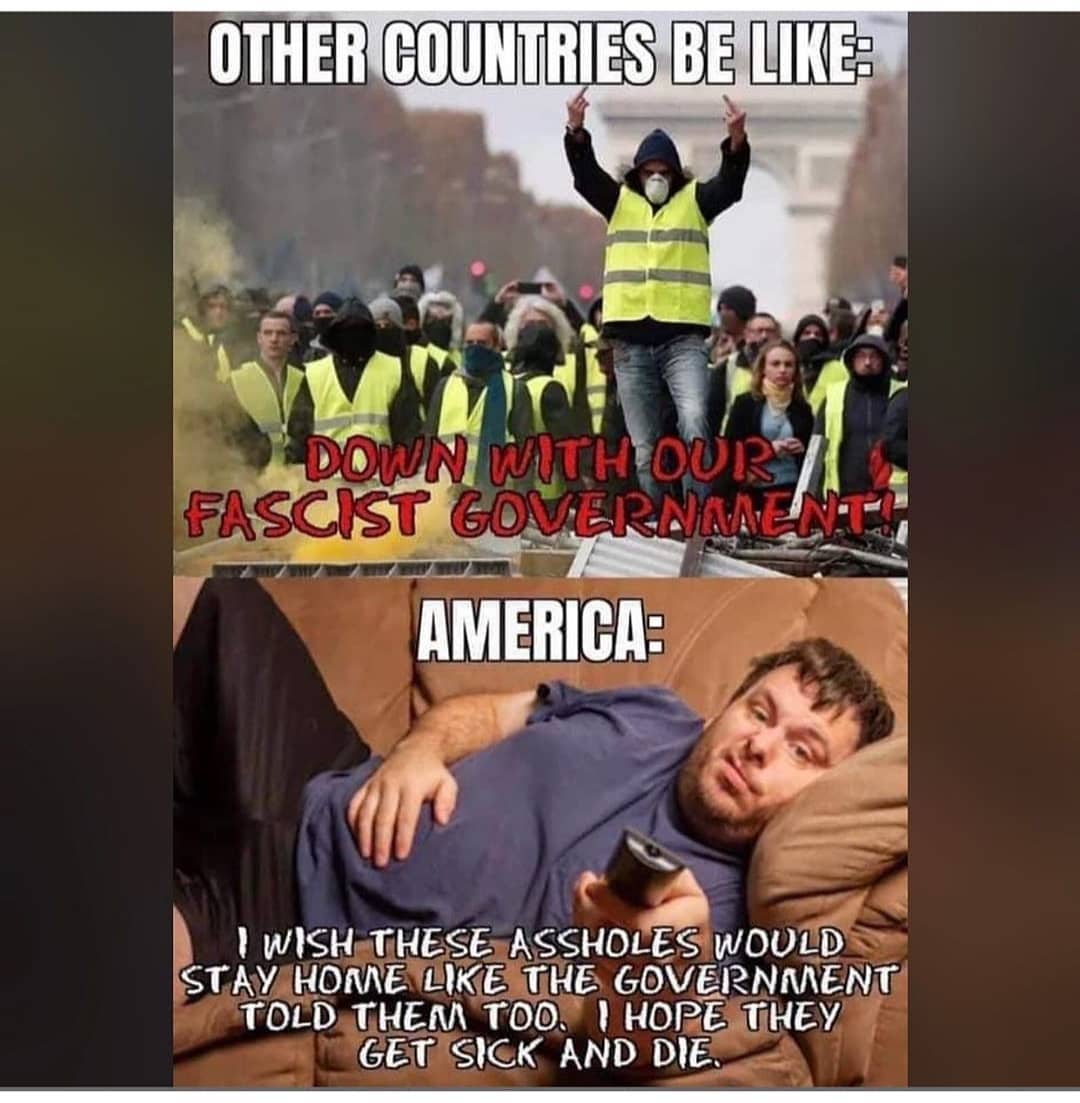 OTHER COUNTRIES BE LIKE:
DOWN WITH OUR
FASCIST GOVERNMENT!
AMERICA:
I WISH THESE ASSHOLES WOULD
STAY HOME LIKE THE GOVERNMENT
TOLD THEM TOO. I HOPE THEY
GET SICK AND DIE.